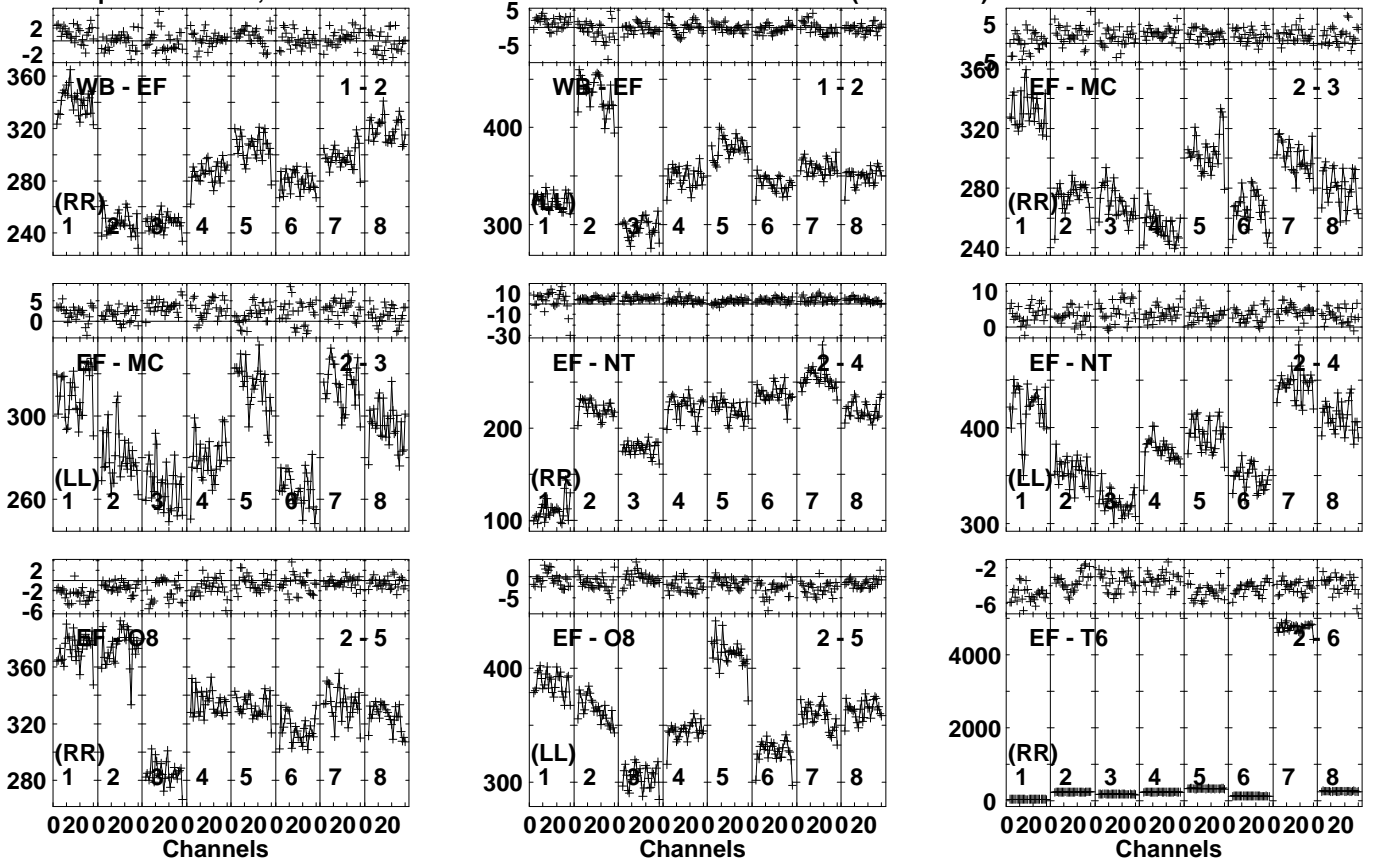 2
-2
360
320
280
240
WB - EF 1 - 2
(RR)
1 2 3 4 5 6 7 8
5
-5
400
300
WB - EF 1 - 2
(LL)
1 2 3 4 5 6 7 8
5
360
320
280
240
EF - MC 2 - 3
(RR)
1 2 3 4 5 6 7 8
5
0
300
260
EF - MC 2 - 3
(LL)
1 2 3 4 5 6 7 8
10
-10
-30
200
100
EF - NT 2 - 4
(RR)
1 2 3 4 5 6 7 8
10
0
400
300
EF - NT 2 - 4
(LL)
1 2 3 4 5 6 7 8
2
-2
-6
360
320
280
EF - O8 2 - 5
(RR)
1 2 3 4 5 6 7 8
0 20 0 20 0 20 0 20 0 20 0 20 0 20 0 20
Channels
0
-5
400
300
EF - O8 2 - 5
(LL)
1 2 3 4 5 6 7 8
0 20 0 20 0 20 0 20 0 20 0 20 0 20 0 20
Channels
-2
-6
4000
2000
0
EF - T6 2 - 6
(RR)
1 2 3 4 5 6 7 8
0 20 0 20 0 20 0 20 0 20 0 20 0 20 0 20
Channels